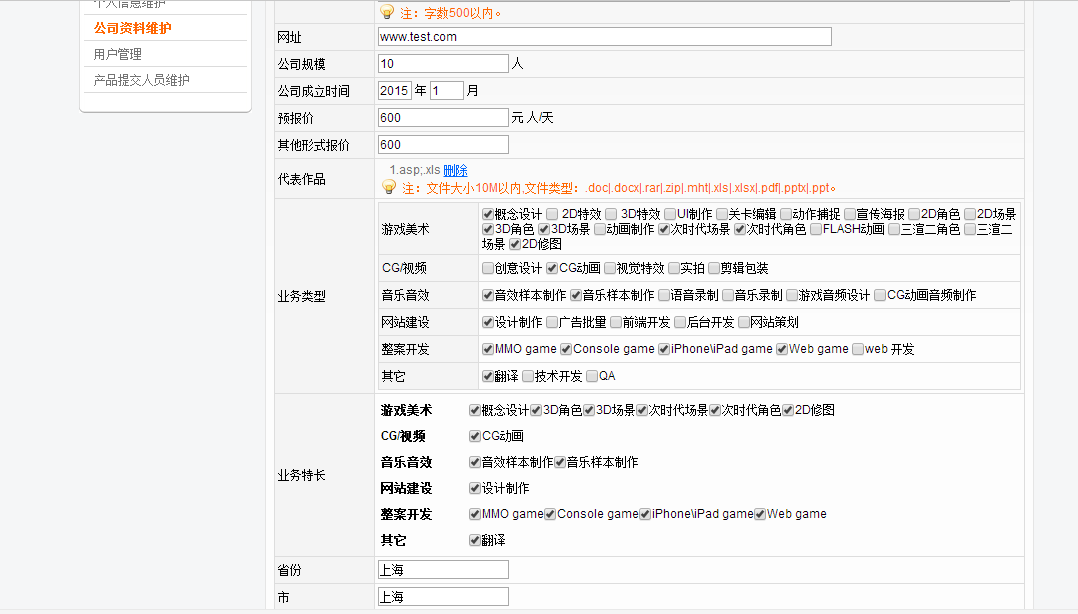 个人信息维护
公司资料维护
用户管理
产品提交人员维护
注：字数500以内。
网址 www.test.com
公司规模 10 人
公司成立时间 2015 年 1 月
预报价 600 元 人/天
其他形式报价 600
代表作品 1.asp;.xls 删除
注：文件大小10M以内,文件类型：.doc|.docx|.rar|.zip|.mht|.xls|.xlsx|.pdf|.pptx|.ppt。
业务类型
游戏美术 概念设计 2D特效 3D特效 UI制作 关卡编辑 动作捕捉 宣传海报 2D角色 2D场景
3D角色 3D场景 动画制作 次时代场景 次时代角色 FLASH动画 三渲二角色 三渲二
场景 2D修图
CG/视频 创意设计 CG动画 视觉特效 实拍 剪辑包装
音乐音效 音效样本制作 音乐样本制作 语音录制 音乐录制 游戏音频设计 CG动画音频制作
网站建设 设计制作 广告批量 前端开发 后台开发 网站策划
整案开发 MMO game Console game iPhone\iPad game Web game web 开发
其它 翻译 技术开发 QA
业务特长
游戏美术 概念设计 3D角色 3D场景 次时代场景 次时代角色 2D修图
CG/视频 CG动画
音乐音效 音效样本制作 音乐样本制作
网站建设 设计制作
整案开发 MMO game Console game iPhone\iPad game Web game
其它 翻译
省份 上海
市 上海